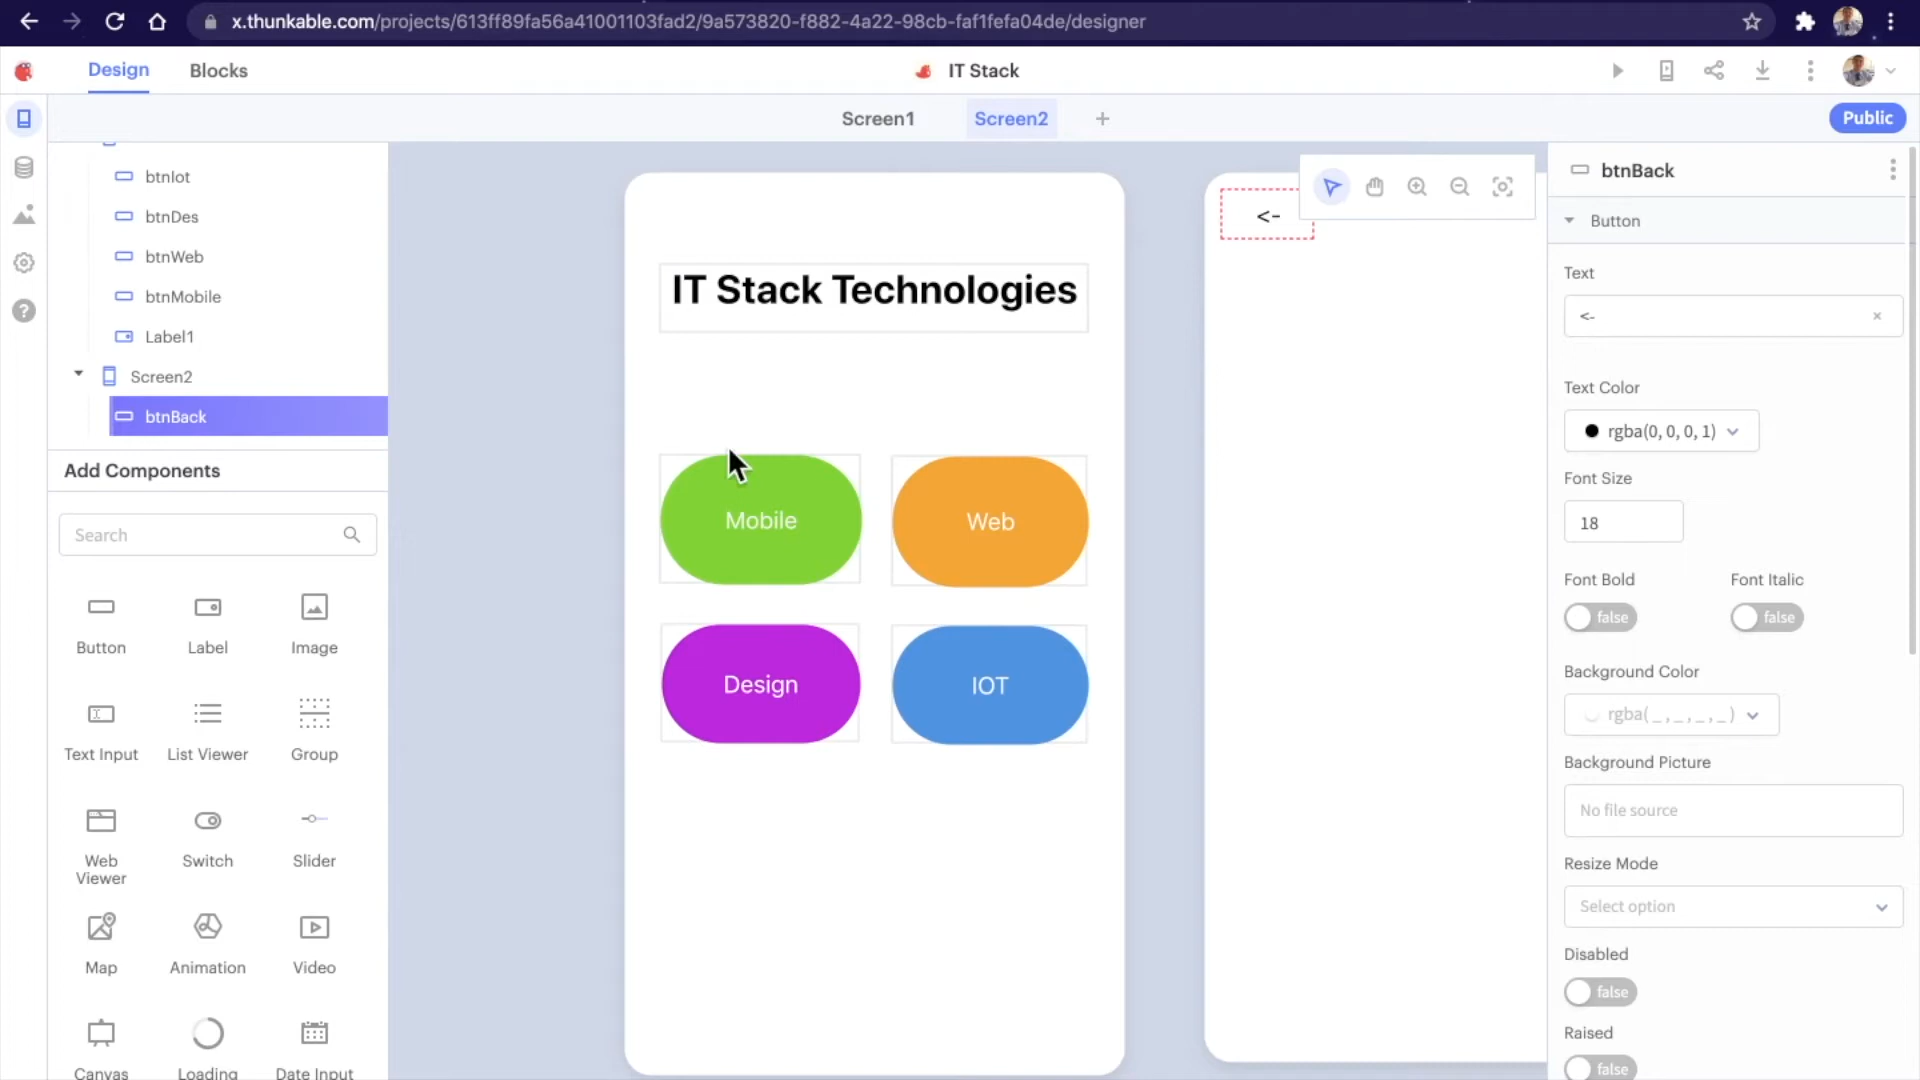 x.thunkable.com/projects/613ff89fa56a41001103fad2/9a573820-f882-4a22-98cb-faf1fefa04de/designer
Design
Blocks
IT Stack
Screen1
Screen2
+
Public
btnIot
btnDes
btnWeb
btnMobile
Label1
Screen2
btnBack
Add Components
Search
Button
Label
Image
Text Input
List Viewer
Group
Web
Viewer
Switch
Slider
Map
Animation
Video
Canvas
Loading
Date Input
IT Stack Technologies
Mobile
Web
Design
IOT
<-
btnBack
Button
Text
<-
Text Color
rgba(0, 0, 0, 1)
Font Size
18
Font Bold
Font Italic
false
false
Background Color
rgba( _ , _ , _ , _ )
Background Picture
No file source
Resize Mode
Select option
Disabled
false
Raised
false